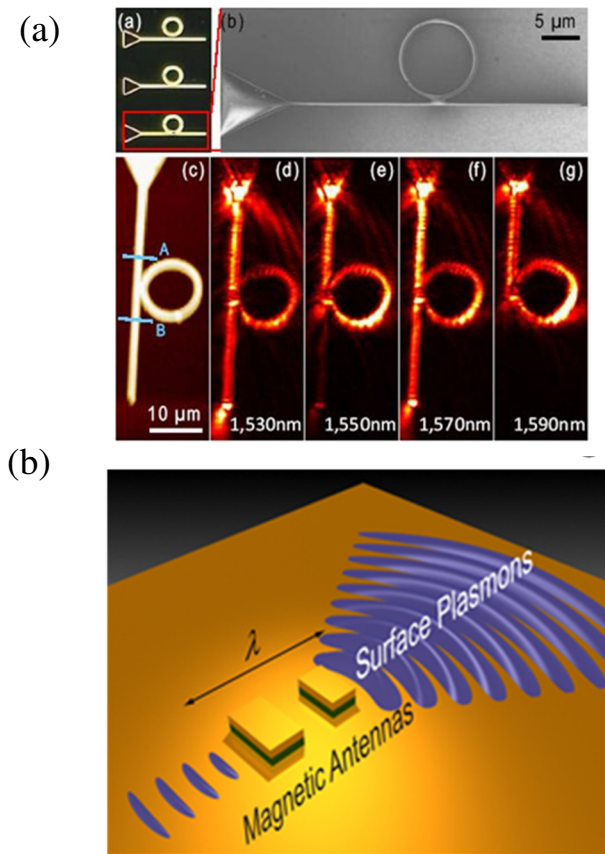 (a)
(a)
(b)
5 μm
(c)
(d)
(e)
(f)
(g)
A
B
10 μm
1,530nm
1,550nm
1,570nm
1,590nm
(b)
λ
Surface Plasmons
Magnetic Antennas